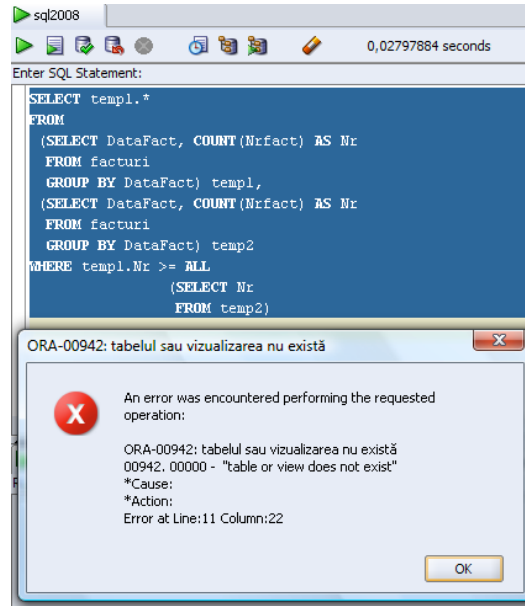 sql2008
0,02797884 seconds
Enter SQL Statement:
SELECT temp1.*
FROM
(SELECT DataFact, COUNT(Nrfact) AS Nr
FROM facturi
GROUP BY DataFact) temp1,
(SELECT DataFact, COUNT(Nrfact) AS Nr
FROM facturi
GROUP BY DataFact) temp2
WHERE temp1.Nr >= ALL
(SELECT Nr
FROM temp2)
ORA-00942: tabelul sau vizualizarea nu există
An error was encountered performing the requested
operation:
ORA-00942: tabelul sau vizualizarea nu există
00942. 00000 - "table or view does not exist"
*Cause:
*Action:
Error at Line:11 Column:22
OK